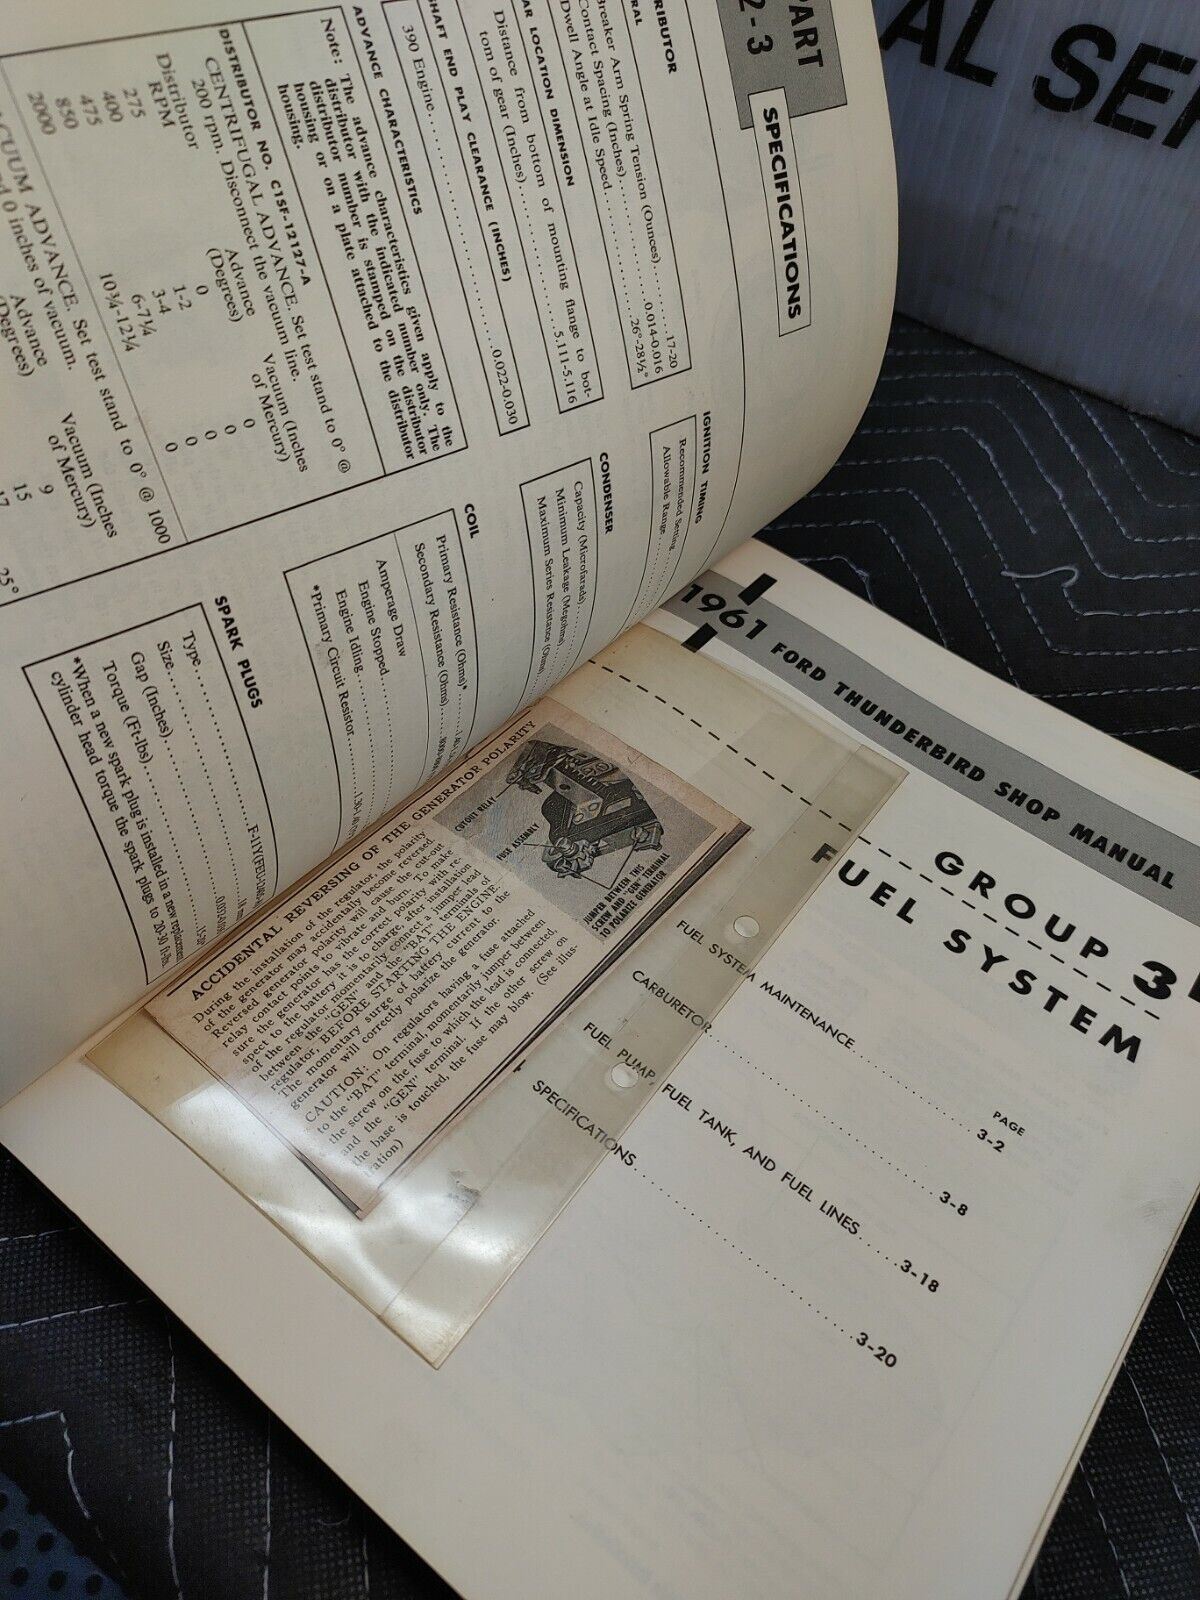 AL SE
PART
2-3
SPECIFICATIONS
Breaker Arm Spring Tension (Ounces)..........17-20
Contact Spacing (Inches)..........0.014-0.016
Dwell Angle at Idle Speed..........26°-28½°
AR LOCATION DIMENSION
Distance from bottom of mounting flange to bot-
tom of gear (Inches)..........5.111-5.116
SHAFT END PLAY CLEARANCE (INCHES)
390 Engine..........0.022-0.030
ADVANCE CHARACTERISTICS
Note: The advance characteristics given apply to the
distributor with the indicated number only. The
distributor number is stamped on the distributor
housing or on a plate attached to the distributor
housing.
DISTRIBUTOR NO. C1SF-12127-A
CENTRIFUGAL ADVANCE. Set test stand to 0° @
200 rpm. Disconnect the vacuum line.
Distributor RPM Advance (Degrees) Vacuum (Inches of Mercury)
275 0 0
400 1-2 0
475 3-4 0
850 6-7¼ 0
2000 10¾-12¾ 0
VACUUM ADVANCE. Set test stand to 0° @ 1000
0 inches of vacuum.
Advance (Degrees) Vacuum (Inches of Mercury)
9
15
17
25°
IGNITION TIMING
Recommended Setting
Allowable Range
CONDENSER
Capacity (Microfarads)
Minimum Leakage (Megohms)
Maximum Series Resistance (Ohms)
COIL
Primary Resistance (Ohms)*
Secondary Resistance (Ohms)
Amperage Draw
Engine Stopped
Engine Idling
*Primary Circuit Resistor
SPARK PLUGS
Type
Size
Gap (Inches)
Torque (Ft-lbs)
*When a new spark plug is installed in a new replacement
cylinder head torque the spark plugs to 20-30 ft-lbs.
1961 FORD THUNDERBIRD SHOP MANUAL
GROUP 3
FUEL SYSTEM
PAGE
FUEL SYSTEM MAINTENANCE..........3-2
CARBURETOR..........3-8
FUEL PUMP, FUEL TANK, AND FUEL LINES.....3-18
SPECIFICATIONS..........3-20
CUTOUT RELAY
FUSE ASSEMBLY
JUMPER BETWEEN THIS
SCREW AND "GEN" TERMINAL
TO POLARIZE GENERATOR
ACCIDENTAL REVERSING OF THE GENERATOR POLARITY
During the installation of the regulator, the polarity
of the generator may accidentally become reversed
Reversed generator polarity will cause the cut-out
relay contact points to vibrate and burn. To make
sure the generator has the correct polarity with re-
spect to the battery it is to charge, after installation
of the regulator momentarily connect a jumper lead
between the "GEN" and the "BAT" terminals of
regulator, BEFORE STARTING THE ENGINE.
The momentary surge of battery current to the
generator will correctly polarize the generator.
CAUTION: On regulators having a fuse attached
to the "BAT" terminal, momentarily jumper between
the screw on the fuse to which the lead is connected,
and the "GEN" terminal. If the other screw on
the base is touched, the fuse may blow. (See illus-
tration)